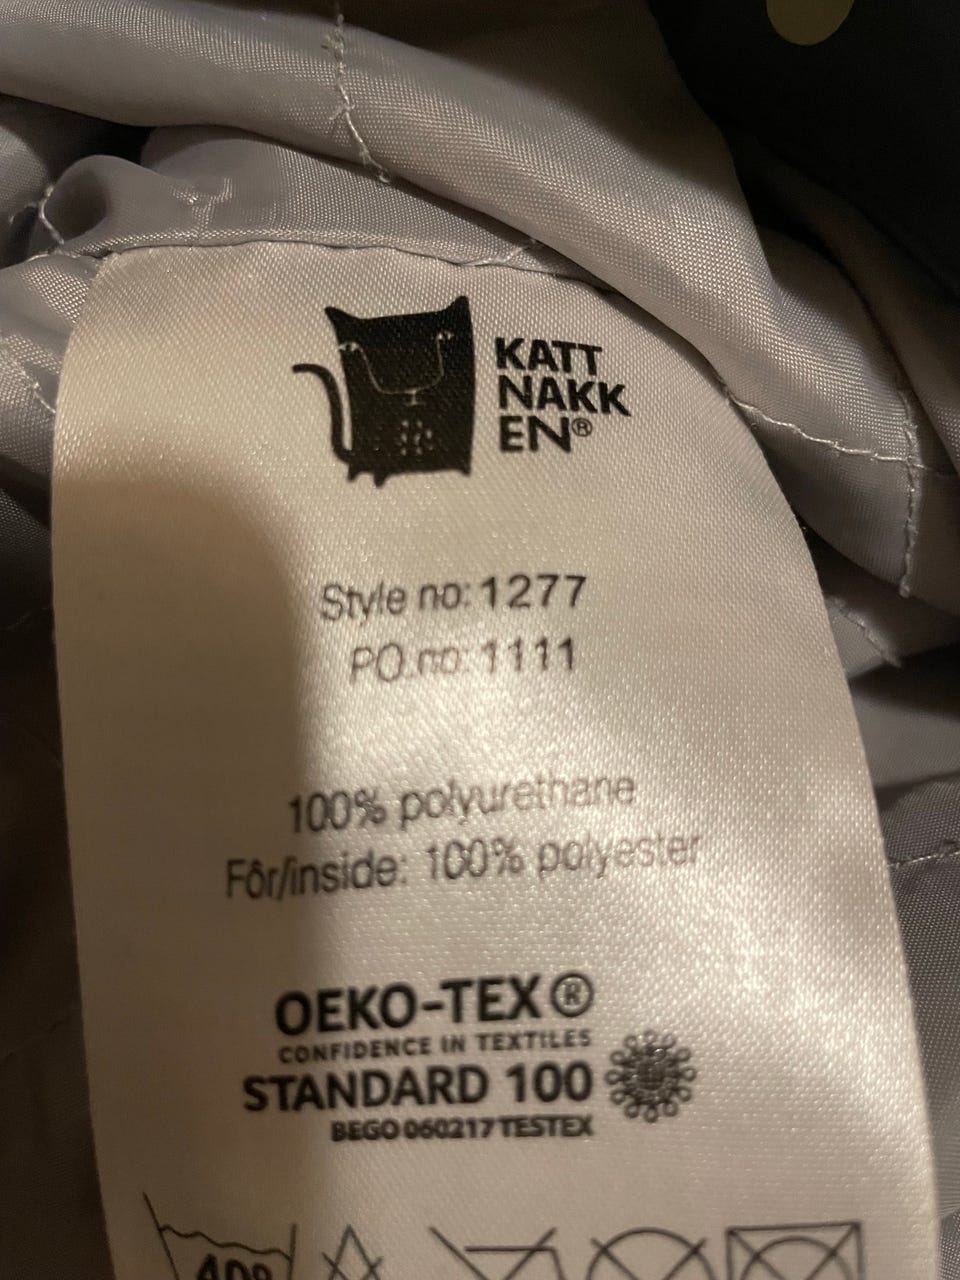 KATT
NAKK
EN®
Style no: 1277
PO.no: 1111
100% polyurethane
Fôr/inside: 100% polyester
OEKO-TEX®
CONFIDENCE IN TEXTILES
STANDARD 100
BEGO 060217 TESTEX
40°